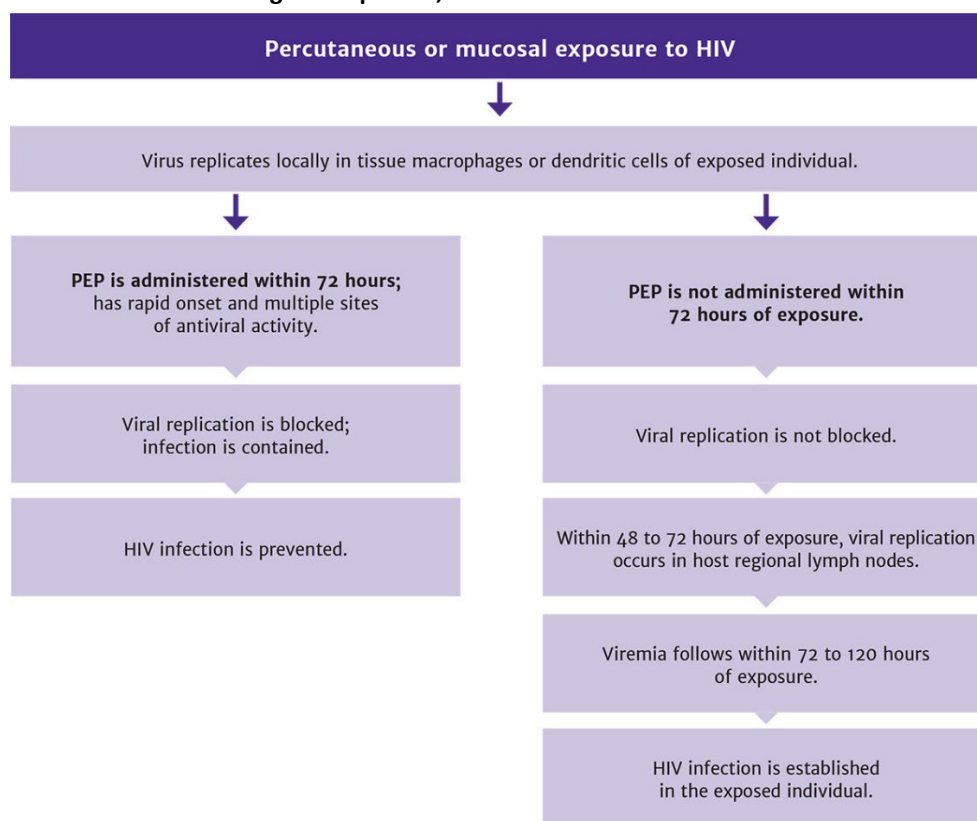 Percutaneous or mucosal exposure to HIV
Virus replicates locally in tissue macrophages or dendritic cells of exposed individual.
PEP is administered within 72 hours;
has rapid onset and multiple sites
of antiviral activity.
Viral replication is blocked;
infection is contained.
HIV infection is prevented.
PEP is not administered within
72 hours of exposure.
Viral replication is not blocked.
Within 48 to 72 hours of exposure, viral replication
occurs in host regional lymph nodes.
Viremia follows within 72 to 120 hours
of exposure.
HIV infection is established
in the exposed individual.